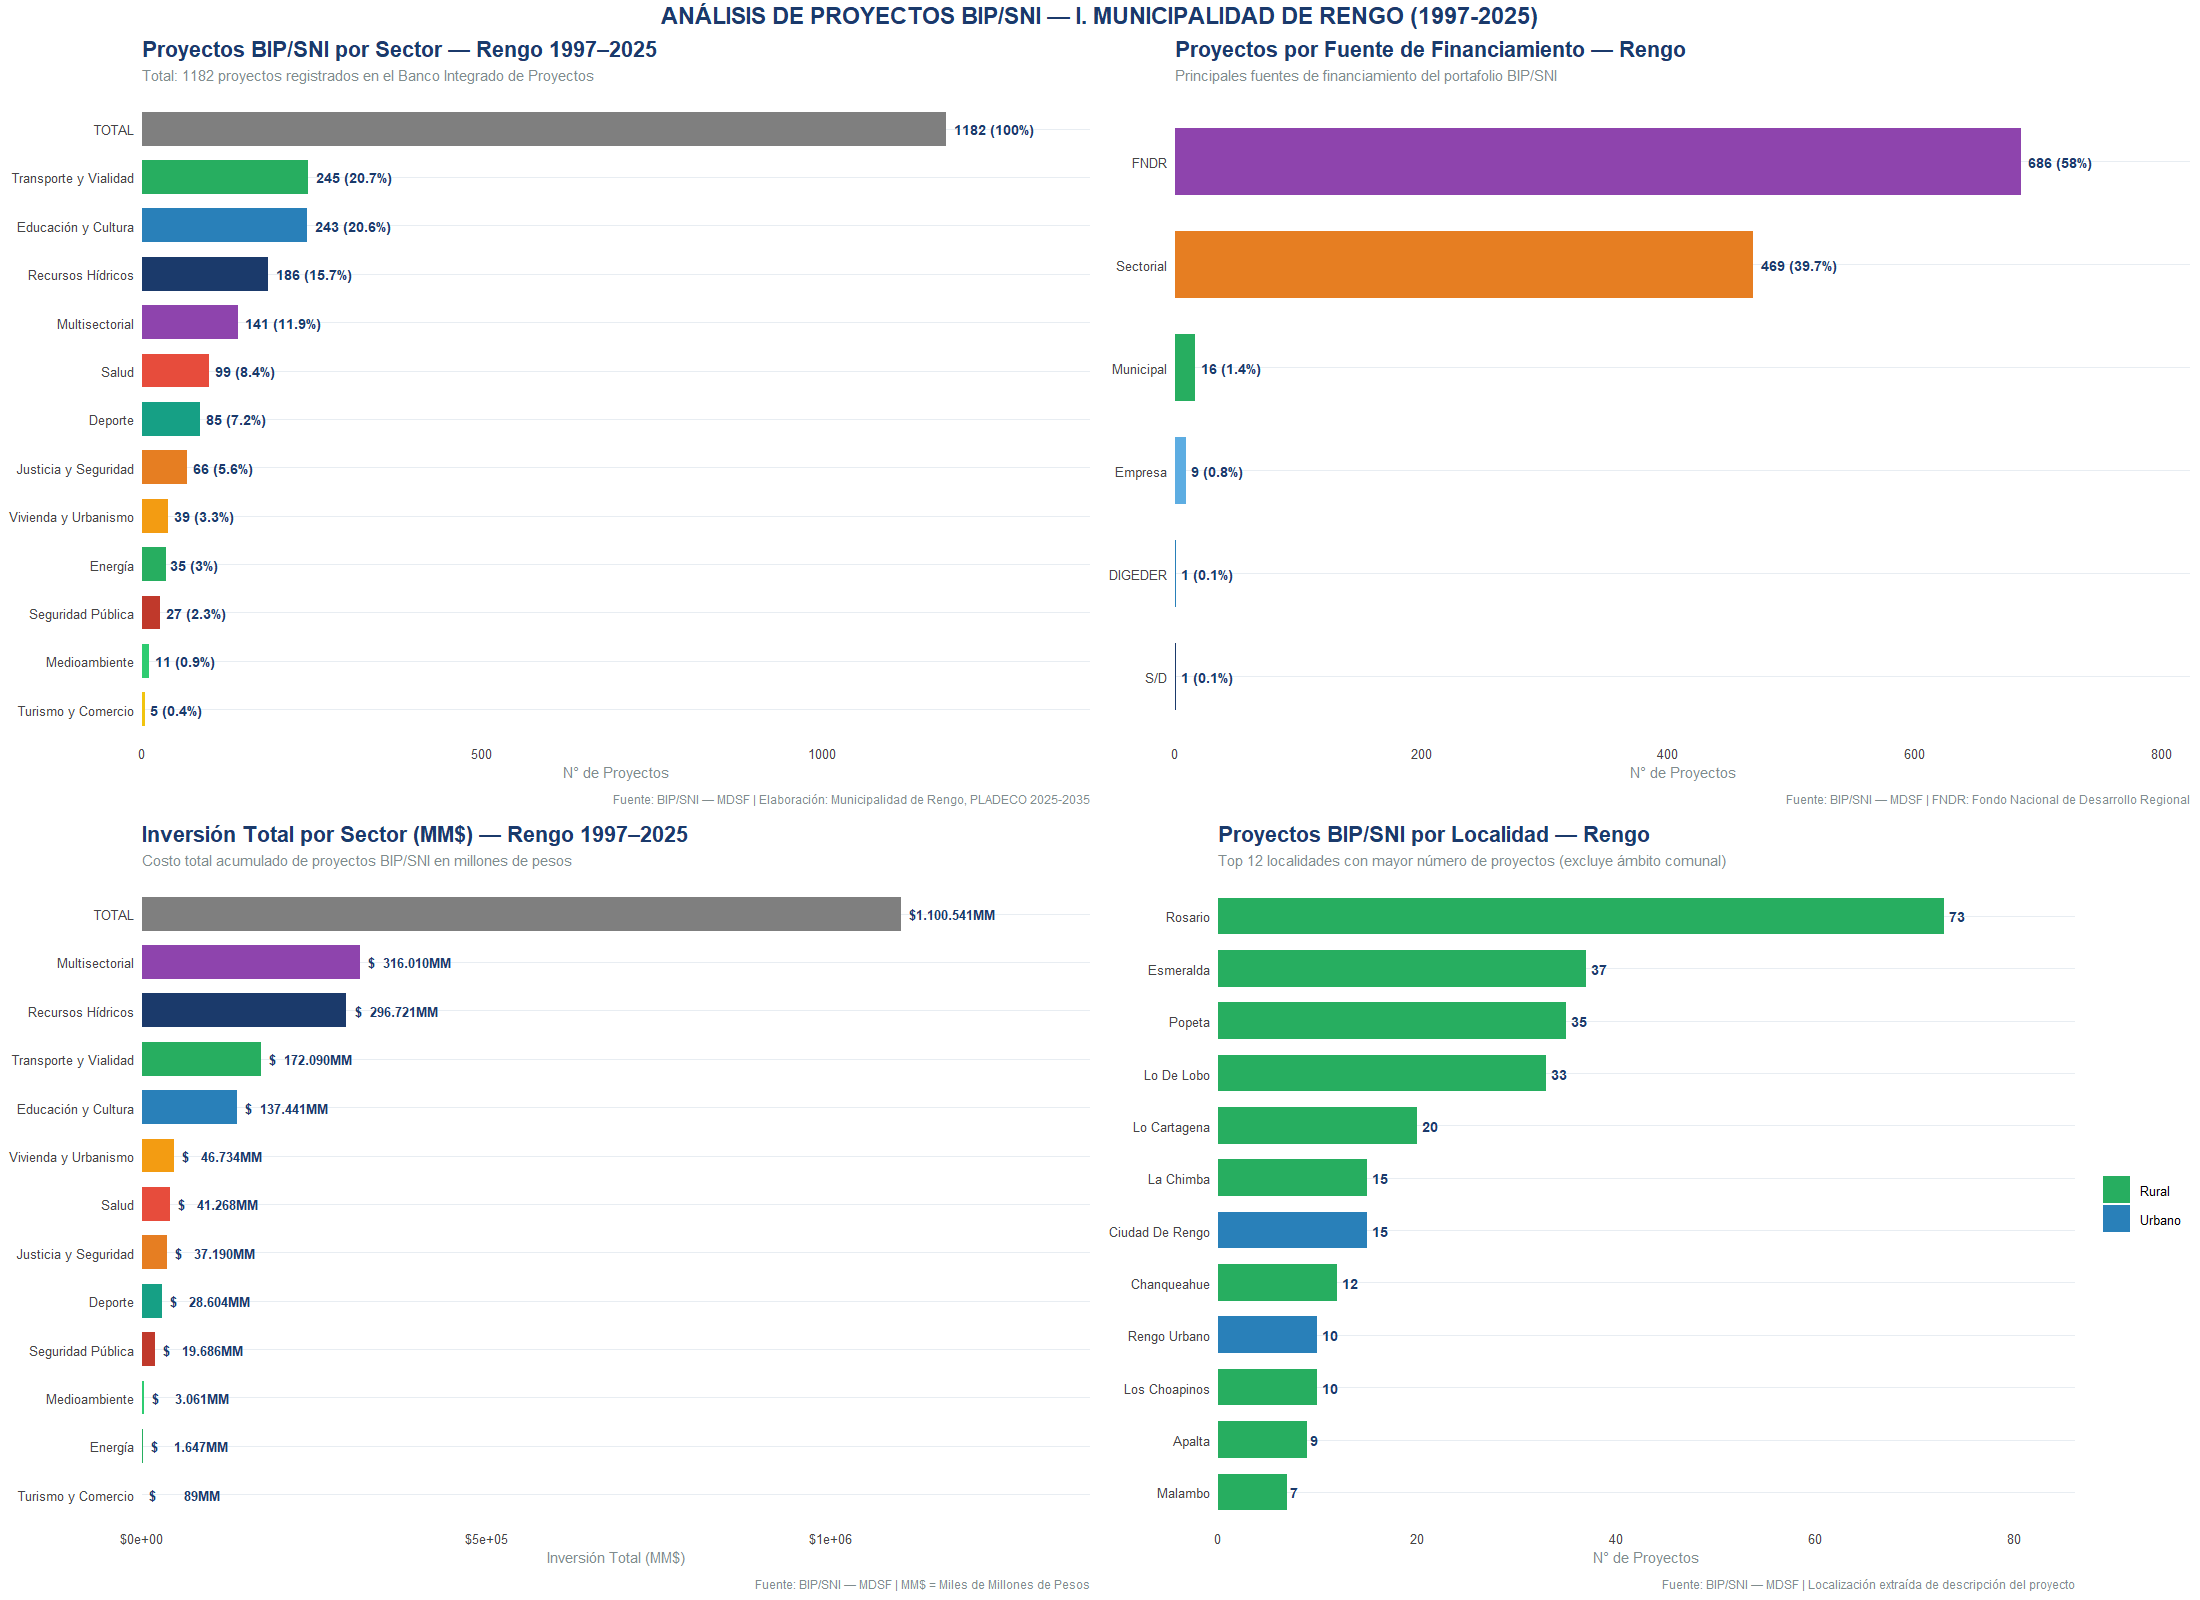 ANÁLISIS DE PROYECTOS BIP/SNI — I. MUNICIPALIDAD DE RENGO (1997-2025)
Proyectos BIP/SNI por Sector — Rengo 1997–2025
Total: 1182 proyectos registrados en el Banco Integrado de Proyectos
TOTAL 1182 (100%)
Transporte y Vialidad 245 (20.7%)
Educación y Cultura 243 (20.6%)
Recursos Hídricos 186 (15.7%)
Multisectorial 141 (11.9%)
Salud 99 (8.4%)
Deporte 85 (7.2%)
Justicia y Seguridad 66 (5.6%)
Vivienda y Urbanismo 39 (3.3%)
Energía 35 (3%)
Seguridad Pública 27 (2.3%)
Medioambiente 11 (0.9%)
Turismo y Comercio 5 (0.4%)
0 500 1000
N° de Proyectos
Fuente: BIP/SNI — MDSF | Elaboración: Municipalidad de Rengo, PLADECO 2025-2035
Proyectos por Fuente de Financiamiento — Rengo
Principales fuentes de financiamiento del portafolio BIP/SNI
FNDR 686 (58%)
Sectorial 469 (39.7%)
Municipal 16 (1.4%)
Empresa 9 (0.8%)
DIGEDER 1 (0.1%)
S/D 1 (0.1%)
0 200 400 600 800
N° de Proyectos
Fuente: BIP/SNI — MDSF | FNDR: Fondo Nacional de Desarrollo Regional
Inversión Total por Sector (MM$) — Rengo 1997–2025
Costo total acumulado de proyectos BIP/SNI en millones de pesos
TOTAL $1.100.541MM
Multisectorial $ 316.010MM
Recursos Hídricos $ 296.721MM
Transporte y Vialidad $ 172.090MM
Educación y Cultura $ 137.441MM
Vivienda y Urbanismo $ 46.734MM
Salud $ 41.268MM
Justicia y Seguridad $ 37.190MM
Deporte $ 28.604MM
Seguridad Pública $ 19.686MM
Medioambiente $ 3.061MM
Energía $ 1.647MM
Turismo y Comercio $ 89MM
$0e+00 $5e+05 $1e+06
Inversión Total (MM$)
Fuente: BIP/SNI — MDSF | MM$ = Miles de Millones de Pesos
Proyectos BIP/SNI por Localidad — Rengo
Top 12 localidades con mayor número de proyectos (excluye ámbito comunal)
Rosario 73
Esmeralda 37
Popeta 35
Lo De Lobo 33
Lo Cartagena 20
La Chimba 15
Ciudad De Rengo 15
Chanqueahue 12
Rengo Urbano 10
Los Choapinos 10
Apalta 9
Malambo 7
0 20 40 60 80
N° de Proyectos
Rural
Urbano
Fuente: BIP/SNI — MDSF | Localización extraída de descripción del proyecto